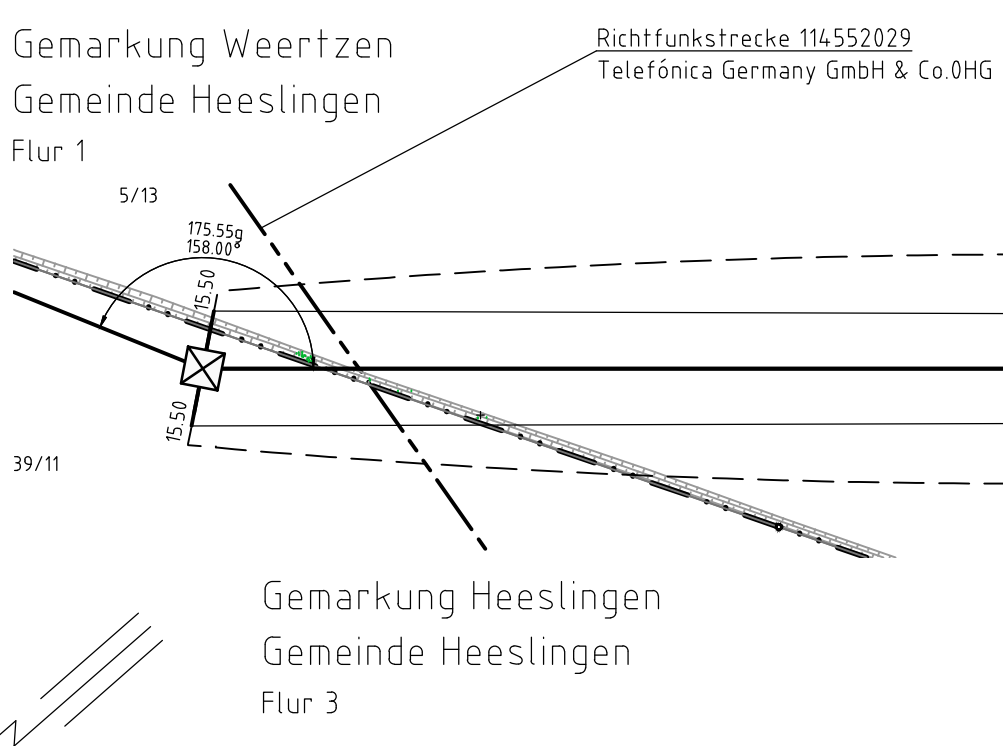 Gemarkung Weertzen
Gemeinde Heeslingen
Flur 1
Richtfunkstrecke 114552029
Telefónica Germany GmbH & Co.OHG
5/13
175.55g
158.00°
15.50
15.50
39/11
Gemarkung Heeslingen
Gemeinde Heeslingen
Flur 3